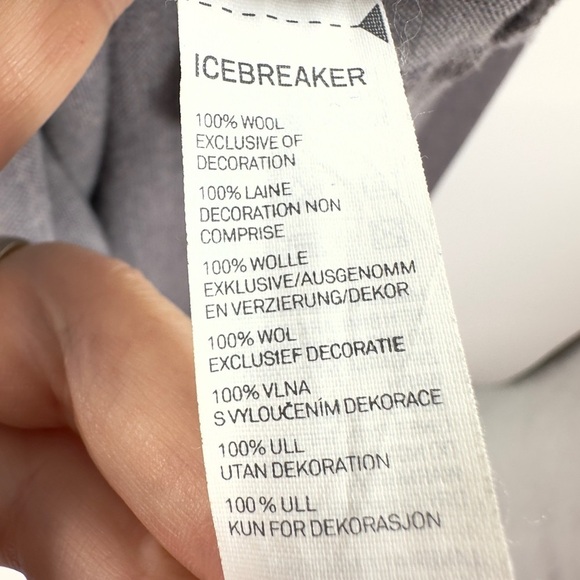 ICEBREAKER
100% WOOL
EXCLUSIVE OF
DECORATION
100% LAINE
DECORATION NON
COMPRISE
100% WOLLE
EXKLUSIVE/AUSGENOMM
EN VERZIERUNG/DEKOR
100% WOL
EXCLUSIEF DECORATIE
100% VLNA
S VYLOUČENÍM DEKORACE
100% ULL
UTAN DEKORATION
100% ULL
KUN FOR DEKORASJON